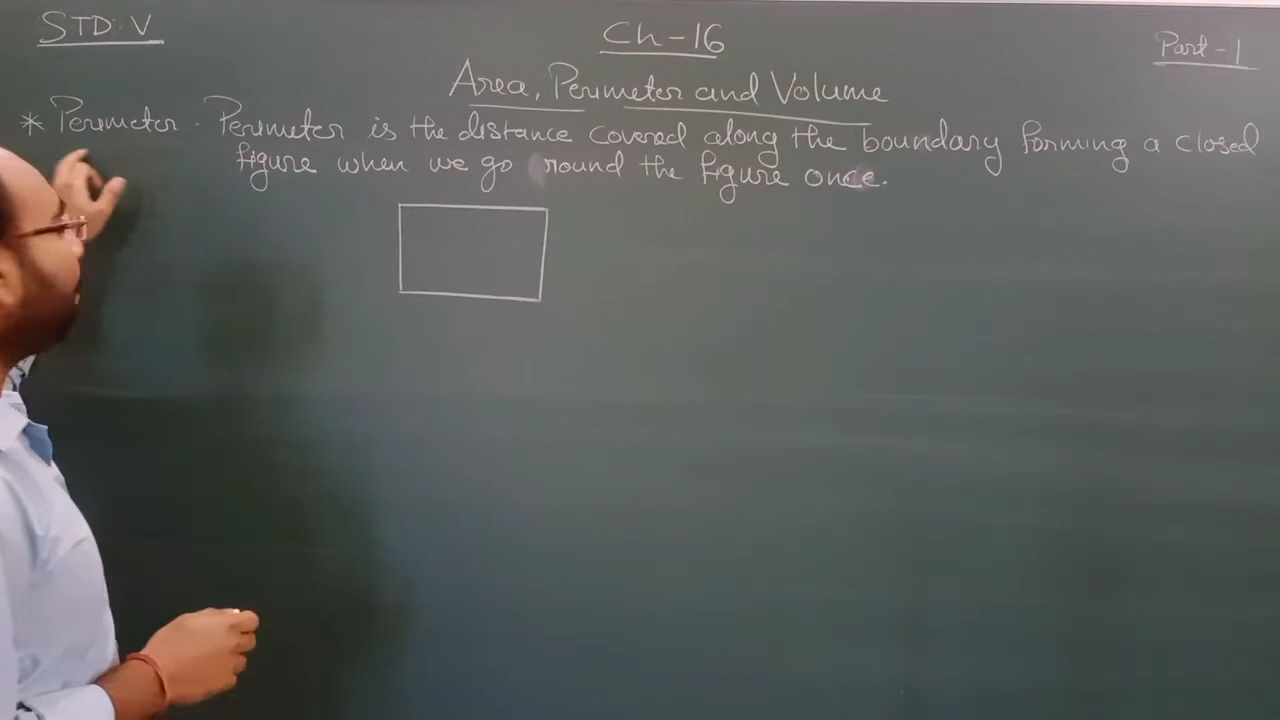 STD: V
Ch - 16
Part - 1
Area, Perimeter and Volume
* Perimeter - Perimeter is the distance covered along the boundary forming a closed
figure when we go round the figure once.